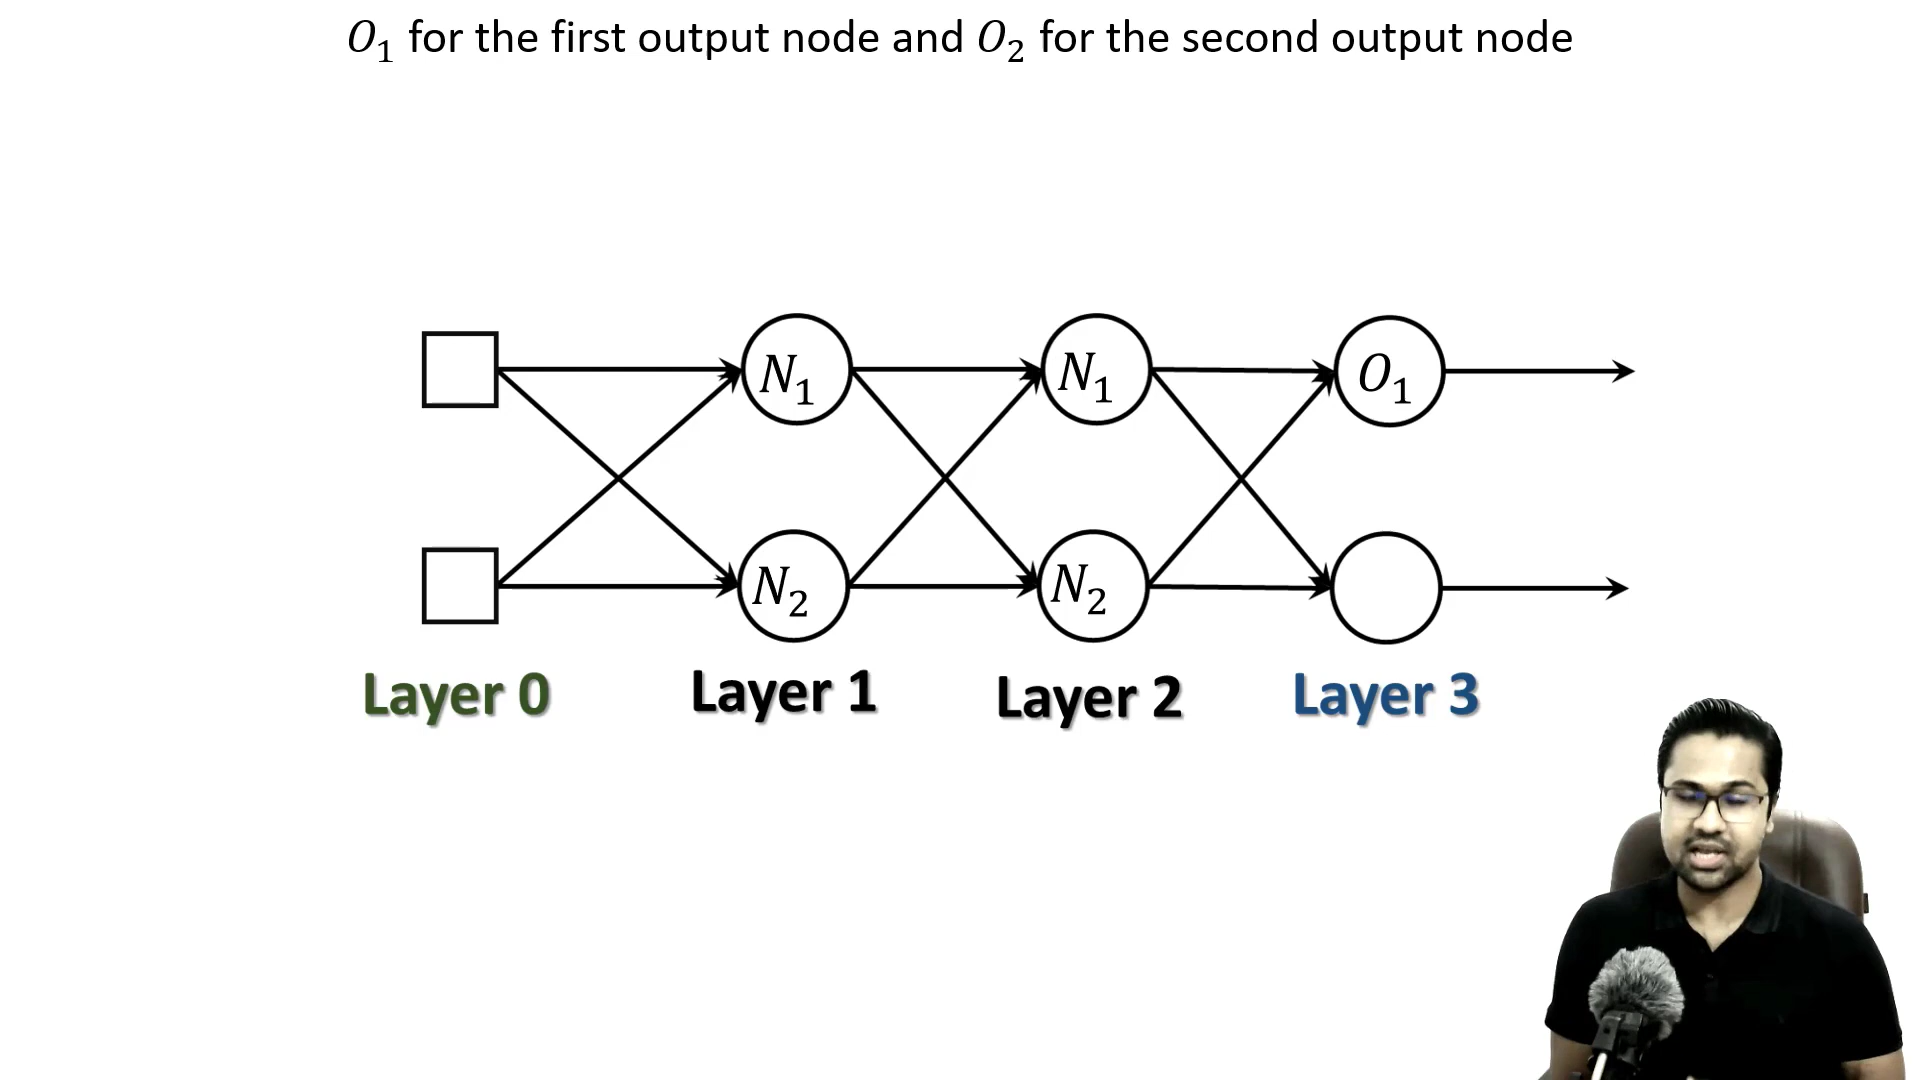 O₁ for the first output node and O₂ for the second output node
N₁ N₁ O₁
N₂ N₂
Layer 0 Layer 1 Layer 2 Layer 3